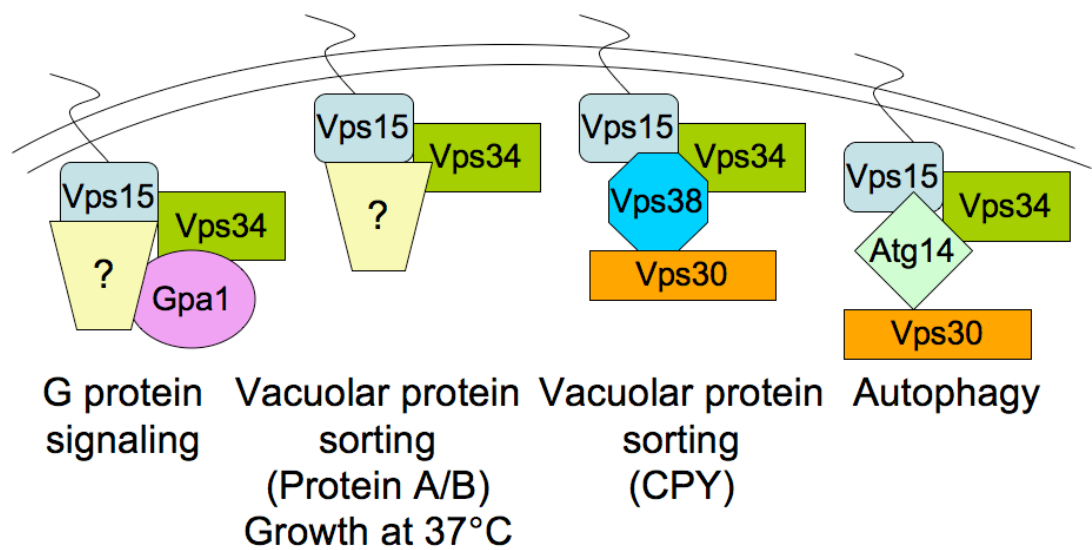 Vps15
Vps34
?
Gpa1
G protein
signaling
Vps15
Vps34
?
Vacuolar protein
sorting
(Protein A/B)
Growth at 37°C
Vps15
Vps34
Vps38
Vps30
Vacuolar protein
sorting
(CPY)
Vps15
Vps34
Atg14
Vps30
Autophagy